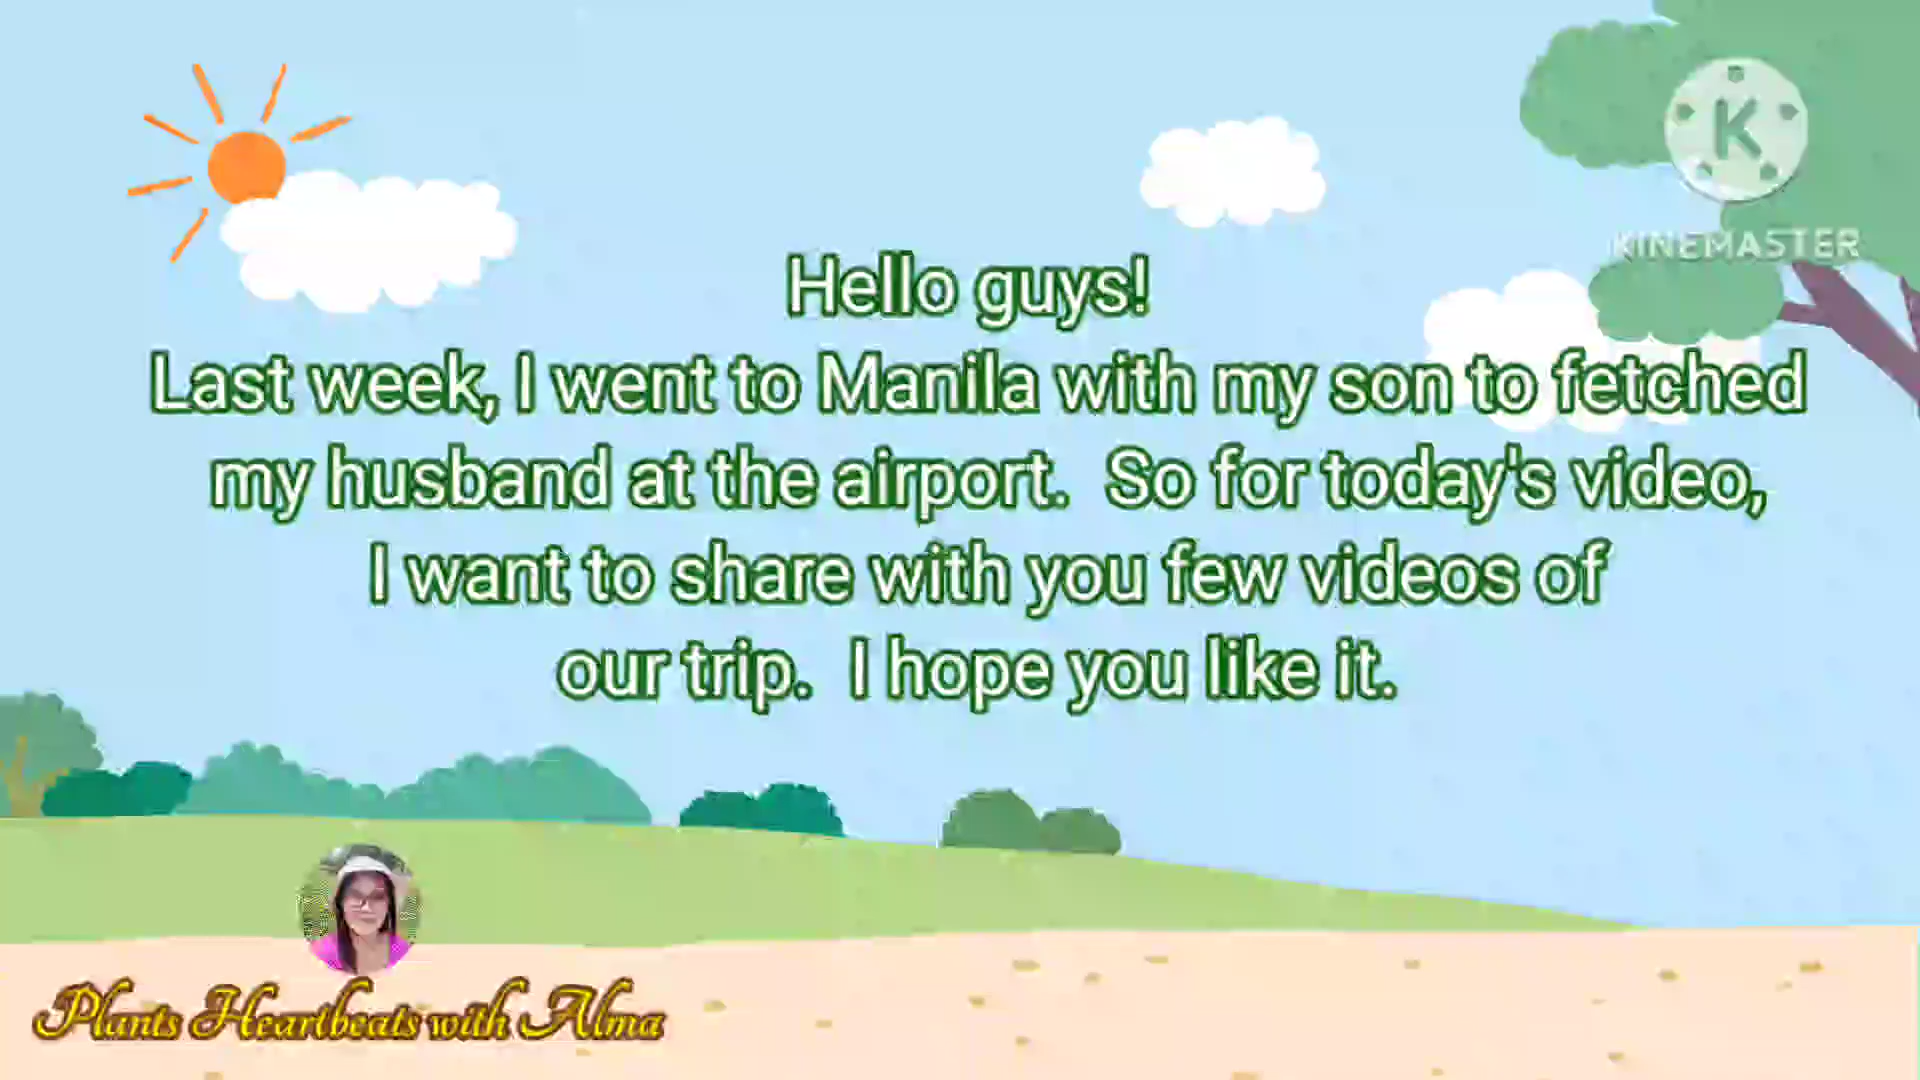 K
KINEMASTER
Hello guys!
Last week, I went to Manila with my son to fetched
my husband at the airport.  So for today's video,
I want to share with you few videos of
our trip.  I hope you like it.
Plants Heartbeats with Alma